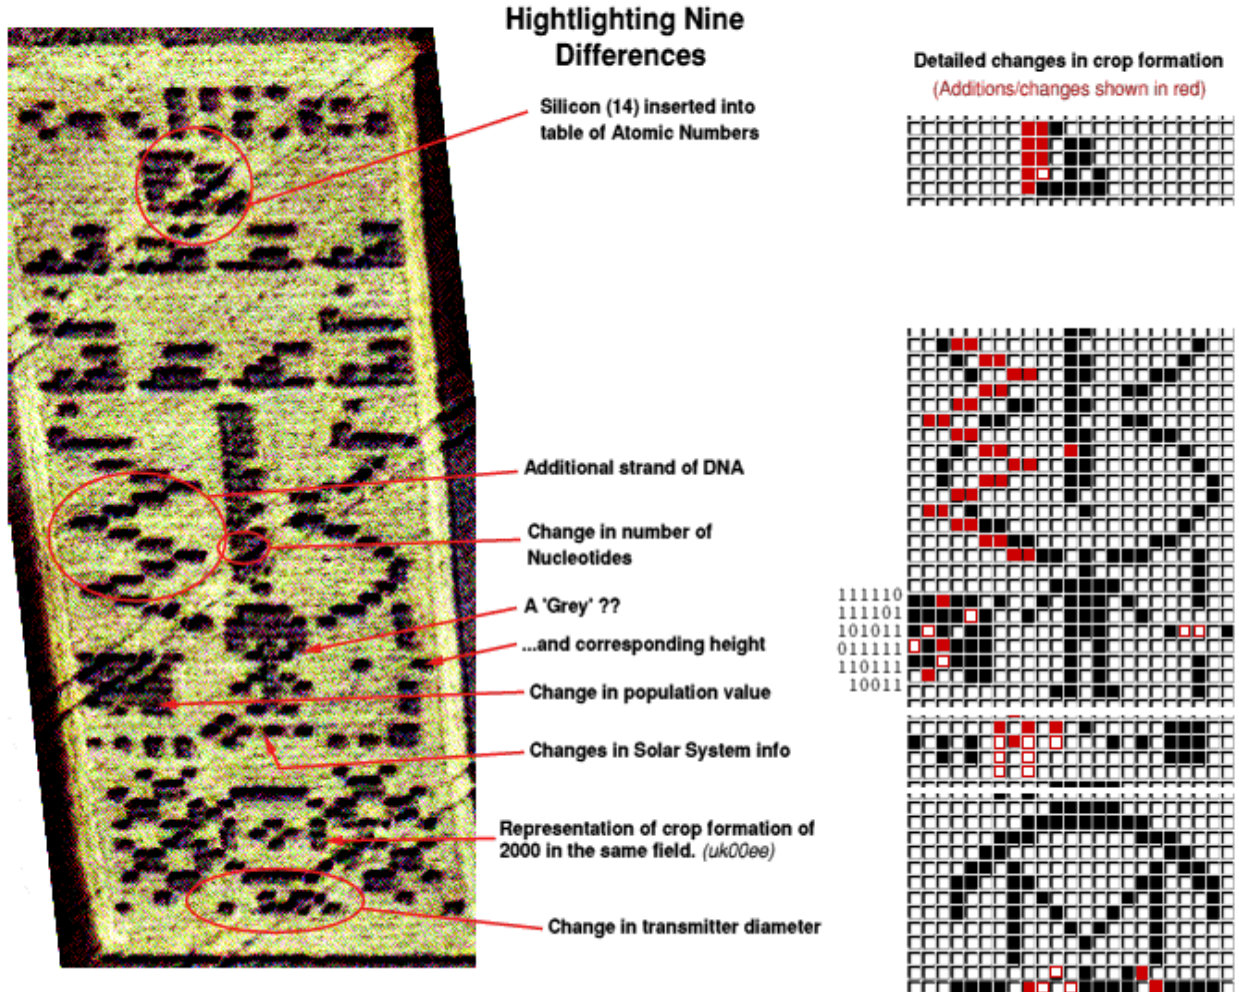 Hightlighting Nine
Differences
Silicon (14) inserted into
table of Atomic Numbers
Detailed changes in crop formation
(Additions/changes shown in red)
Additional strand of DNA
Change in number of
Nucleotides
A 'Grey' ??
...and corresponding height
Change in population value
Changes in Solar System info
Representation of crop formation of
2000 in the same field. (uk00ee)
Change in transmitter diameter
111110
111101
101011
011111
110111
10011